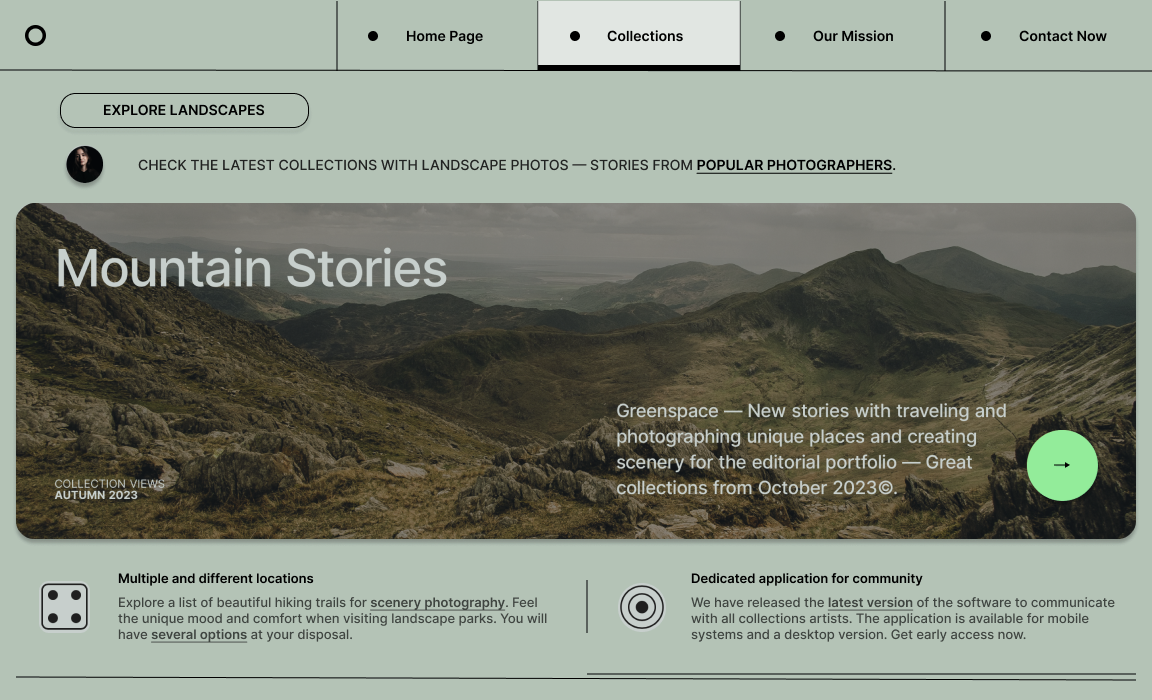 Home Page
Collections
Our Mission
Contact Now
EXPLORE LANDSCAPES
CHECK THE LATEST COLLECTIONS WITH LANDSCAPE PHOTOS — STORIES FROM POPULAR PHOTOGRAPHERS.
Mountain Stories
Greenspace — New stories with traveling and
photographing unique places and creating
scenery for the editorial portfolio — Great
collections from October 2023©.
COLLECTION VIEWS
AUTUMN 2023
Multiple and different locations
Explore a list of beautiful hiking trails for scenery photography. Feel
the unique mood and comfort when visiting landscape parks. You will
have several options at your disposal.
Dedicated application for community
We have released the latest version of the software to communicate
with all collections artists. The application is available for mobile
systems and a desktop version. Get early access now.